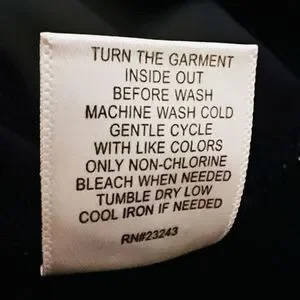 TURN THE GARMENT
INSIDE OUT
BEFORE WASH
MACHINE WASH COLD
GENTLE CYCLE
WITH LIKE COLORS
ONLY NON-CHLORINE
BLEACH WHEN NEEDED
TUMBLE DRY LOW
COOL IRON IF NEEDED
RN#23243